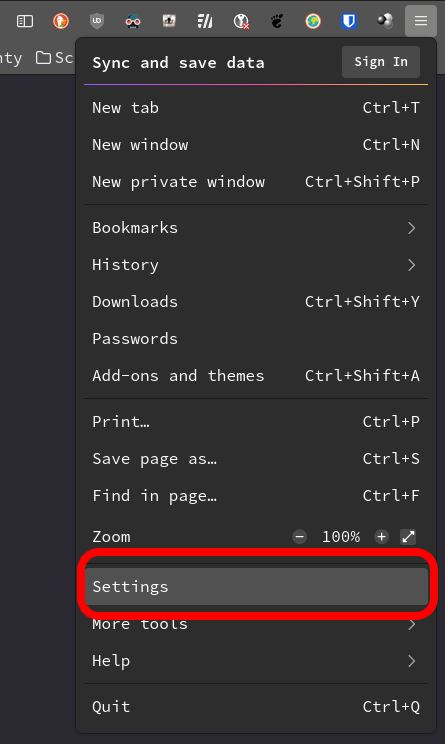 nty Sc
Sync and save data Sign In
New tab Ctrl+T
New window Ctrl+N
New private window Ctrl+Shift+P
Bookmarks
History
Downloads Ctrl+Shift+Y
Passwords
Add-ons and themes Ctrl+Shift+A
Print… Ctrl+P
Save page as… Ctrl+S
Find in page… Ctrl+F
Zoom − 100% +
Settings
More tools
Help
Quit Ctrl+Q